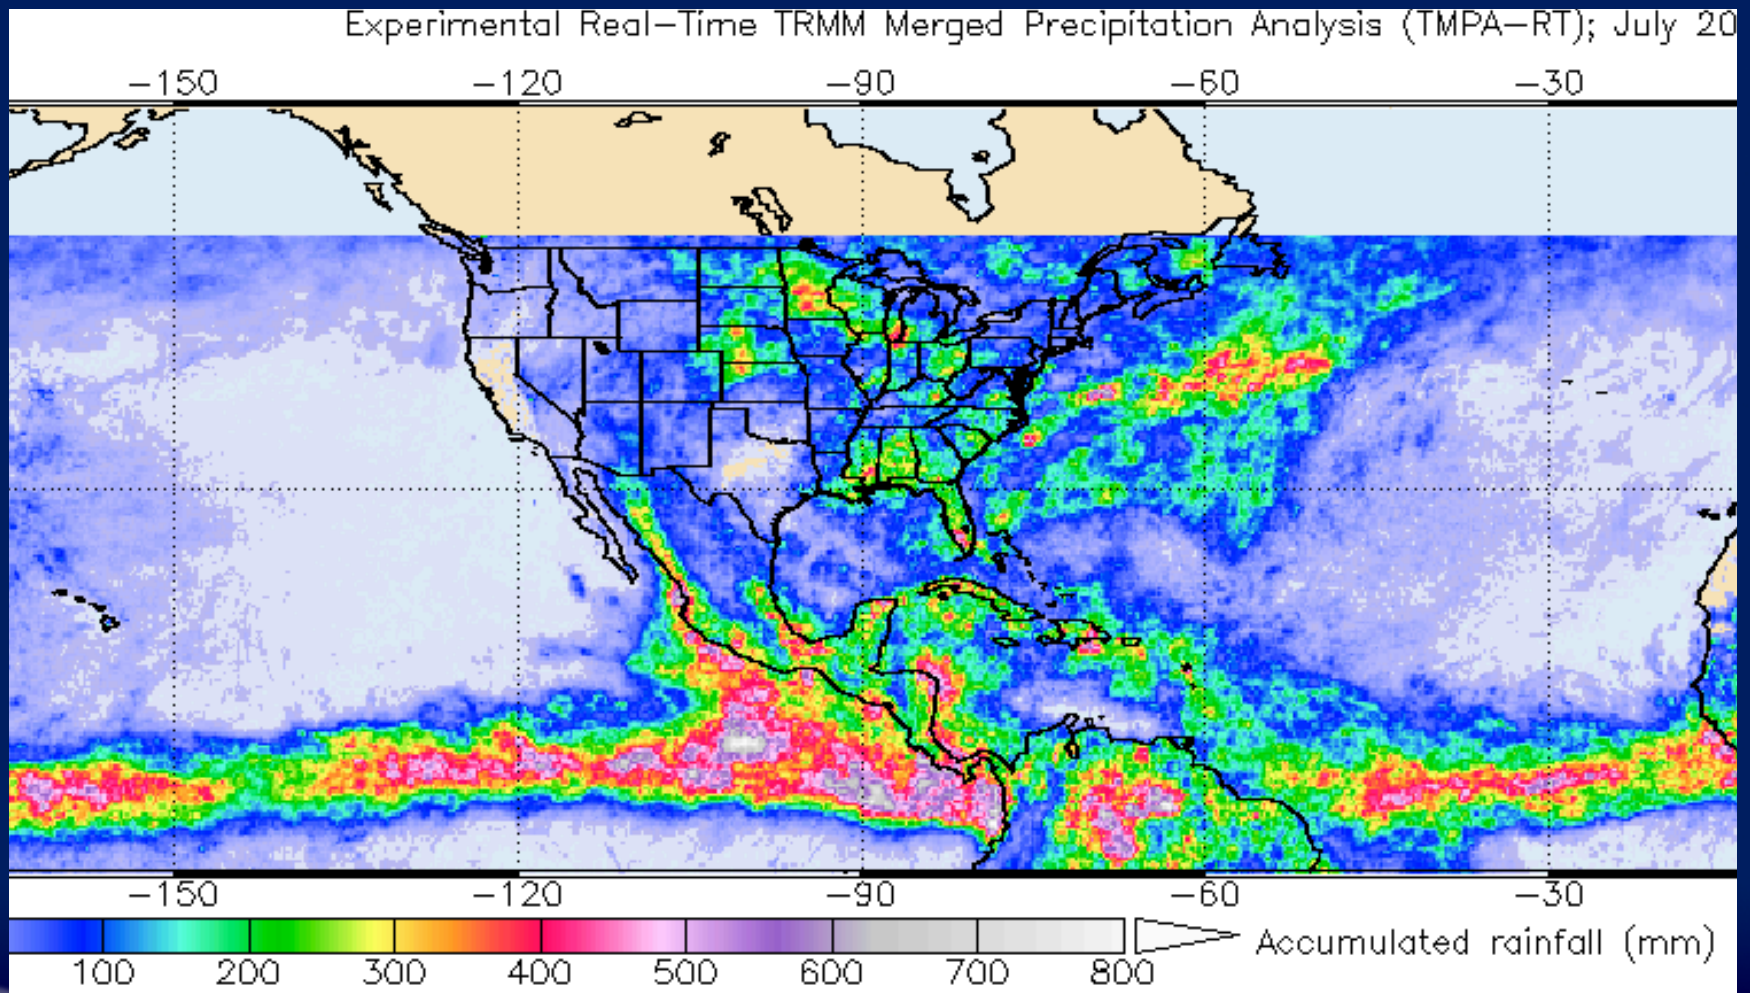 Experimental Real-Time TRMM Merged Precipitation Analysis (TMPA-RT); July 20
-150 -120 -90 -60 -30
-150 -120 -90 -60 -30
100 200 300 400 500 600 700 800 Accumulated rainfall (mm)